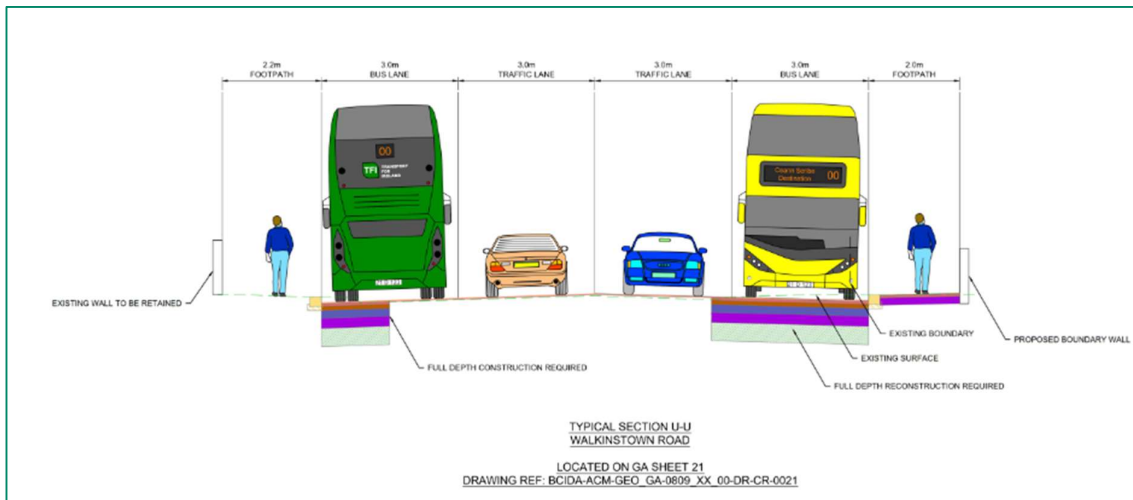 2.2m
FOOTPATH
3.0m
BUS LANE
3.0m
TRAFFIC LANE
3.0m
TRAFFIC LANE
3.0m
BUS LANE
2.0m
FOOTPATH
00
TFI
TRANSPORT
FOR
IRELAND
00
Destination
EXISTING WALL TO BE RETAINED
EXISTING BOUNDARY
PROPOSED BOUNDARY WALL
EXISTING SURFACE
FULL DEPTH CONSTRUCTION REQUIRED
FULL DEPTH RECONSTRUCTION REQUIRED
TYPICAL SECTION U-U
WALKINSTOWN ROAD
LOCATED ON GA SHEET 21
DRAWING REF: BCIDA-ACM-GEO_GA-0809_XX_00-DR-CR-0021